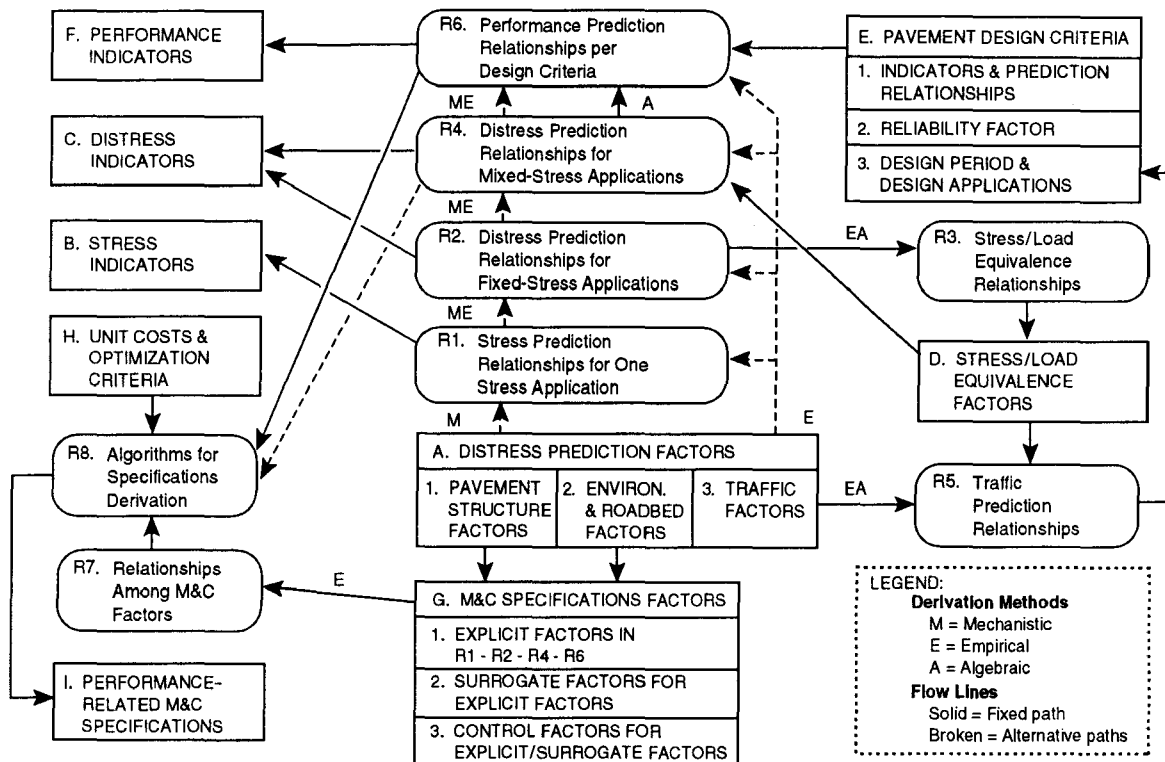 F. PERFORMANCE
INDICATORS
R6. Performance Prediction
Relationships per
Design Criteria
E. PAVEMENT DESIGN CRITERIA
1. INDICATORS & PREDICTION
RELATIONSHIPS
2. RELIABILITY FACTOR
3. DESIGN PERIOD &
DESIGN APPLICATIONS
ME
A
C. DISTRESS
INDICATORS
R4. Distress Prediction
Relationships for
Mixed-Stress Applications
ME
B. STRESS
INDICATORS
R2. Distress Prediction
Relationships for
Fixed-Stress Applications
EA
R3. Stress/Load
Equivalence
Relationships
ME
H. UNIT COSTS &
OPTIMIZATION
CRITERIA
R1. Stress Prediction
Relationships for One
Stress Application
D. STRESS/LOAD
EQUIVALENCE
FACTORS
M
E
R8. Algorithms for
Specifications
Derivation
A. DISTRESS PREDICTION FACTORS
1. PAVEMENT
STRUCTURE
FACTORS
2. ENVIRON.
& ROADBED
FACTORS
3. TRAFFIC
FACTORS
EA
R5. Traffic
Prediction
Relationships
R7. Relationships
Among M&C
Factors
E
G. M&C SPECIFICATIONS FACTORS
1. EXPLICIT FACTORS IN
R1 - R2 - R4 - R6
2. SURROGATE FACTORS FOR
EXPLICIT FACTORS
3. CONTROL FACTORS FOR
EXPLICIT/SURROGATE FACTORS
I. PERFORMANCE-
RELATED M&C
SPECIFICATIONS
LEGEND:
Derivation Methods
M = Mechanistic
E = Empirical
A = Algebraic
Flow Lines
Solid = Fixed path
Broken = Alternative paths